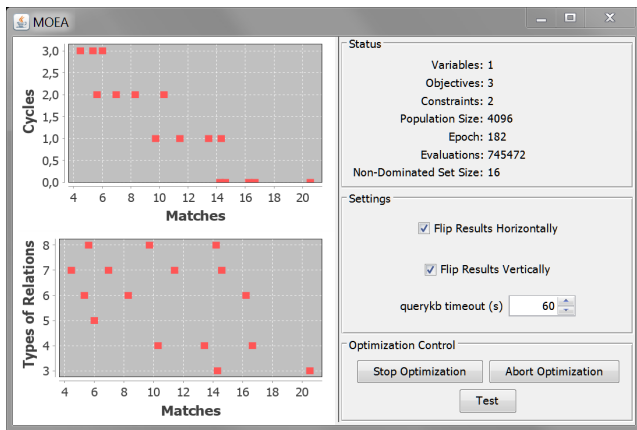 MOEA
3,0
2,5
2,0
1,5
1,0
0,5
0,0
Cycles
4 6 8 10 12 14 16 18 20
Matches
8
7
6
5
4
3
Types of Relations
4 6 8 10 12 14 16 18 20
Matches
Status
Variables: 1
Objectives: 3
Constraints: 2
Population Size: 4096
Epoch: 182
Evaluations: 745472
Non-Dominated Set Size: 16
Settings
Flip Results Horizontally
Flip Results Vertically
querykb timeout (s) 60
Optimization Control
Stop Optimization Abort Optimization
Test